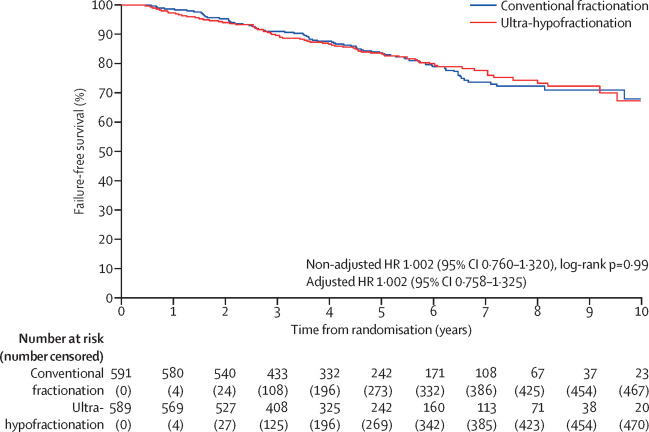 100
90
80
70
60
50
40
30
20
10
0
Failure-free survival (%)
Conventional fractionation
Ultra-hypofractionation
Non-adjusted HR 1·002 (95% CI 0·760–1·320), log-rank p=0·99
Adjusted HR 1·002 (95% CI 0·758–1·325)
0 1 2 3 4 5 6 7 8 9 10
Time from randomisation (years)
Number at risk
(number censored)
Conventional 591 580 540 433 332 242 171 108 67 37 23
fractionation (0) (4) (24) (108) (196) (273) (332) (386) (425) (454) (467)
Ultra- 589 569 527 408 325 242 160 113 71 38 20
hypofractionation (0) (4) (27) (125) (196) (269) (342) (385) (423) (454) (470)